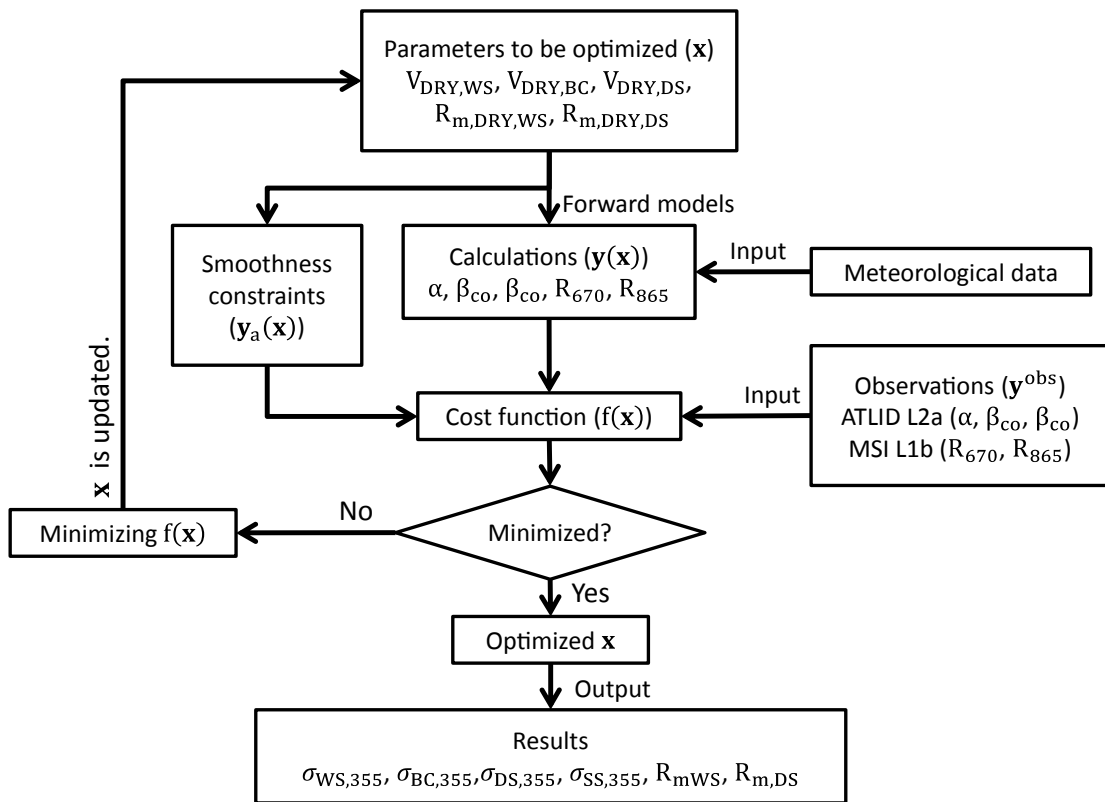 Parameters to be optimized (x)
V_DRY,WS, V_DRY,BC, V_DRY,DS,
R_m,DRY,WS, R_m,DRY,DS
Forward models
Smoothness
constraints
(y_a(x))
Calculations (y(x))
α, β_co, β_co, R_670, R_865
Input
Meteorological data
Cost function (f(x))
Input
Observations (y^obs)
ATLID L2a (α, β_co, β_co)
MSI L1b (R_670, R_865)
x is updated.
Minimizing f(x)
No
Minimized?
Yes
Optimized x
Output
Results
σ_WS,355, σ_BC,355,σ_DS,355, σ_SS,355, R_mWS, R_m,DS